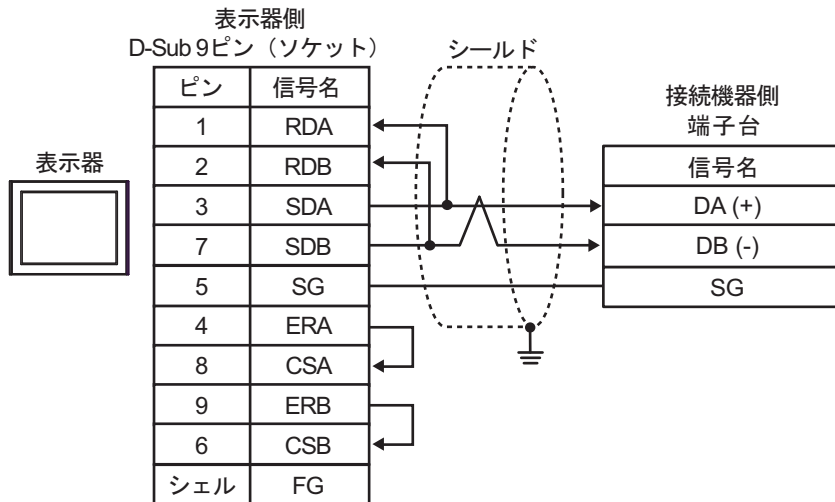 表示器側
D-Sub 9ピン（ソケット）
シールド
接続機器側
端子台
表示器
ピン 信号名
1 RDA
2 RDB
3 SDA
7 SDB
5 SG
4 ERA
8 CSA
9 ERB
6 CSB
シェル FG
信号名
DA (+)
DB (-)
SG